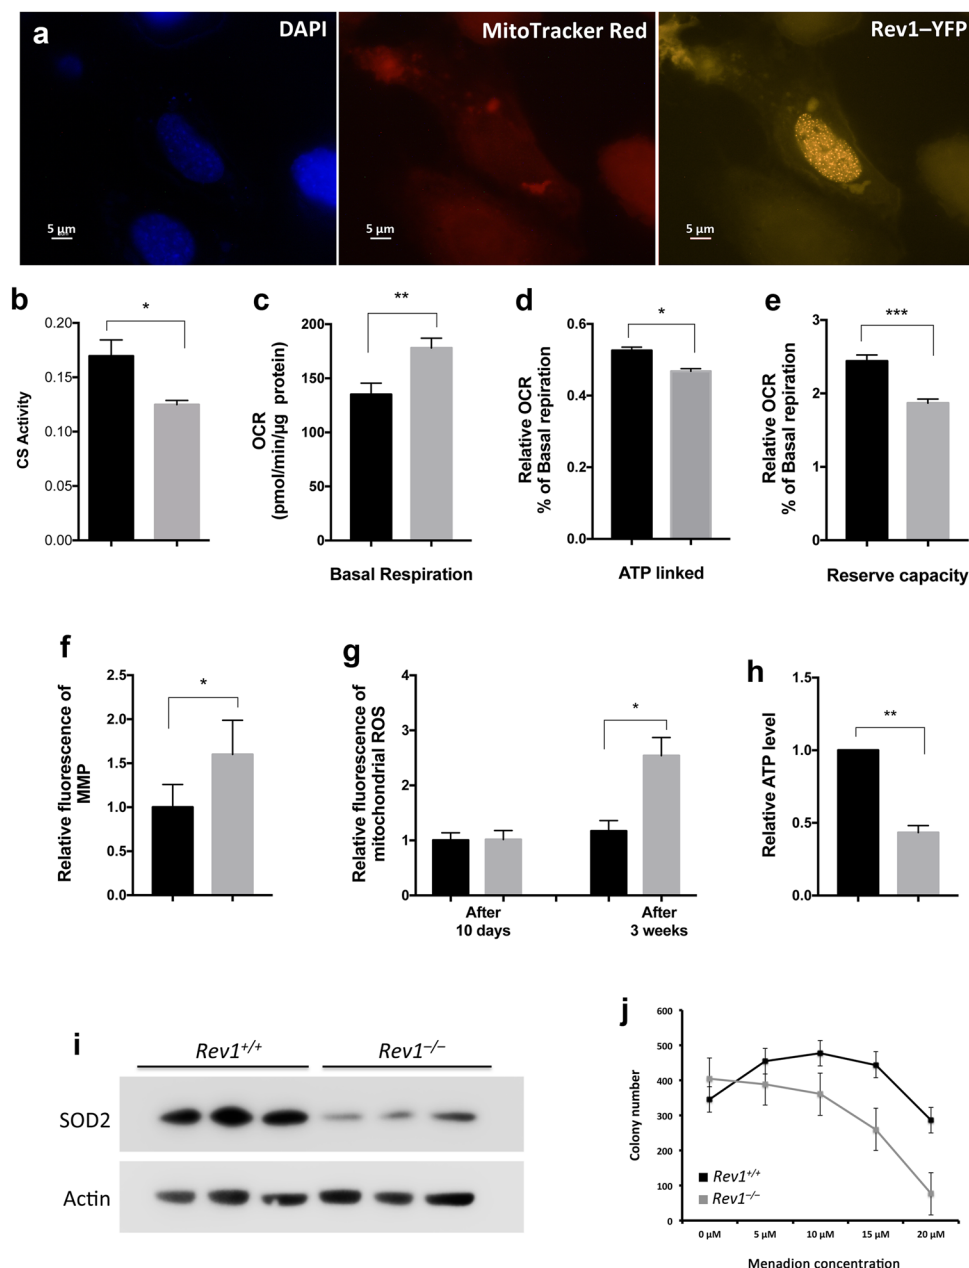 a
DAPI
MitoTracker Red
Rev1–YFP
5 µm
5 µm
5 µm
b
CS Activity
0.20
0.15
0.10
0.05
0.00
*
c
OCR
(pmol/min/µg protein)
200
150
100
50
0
**
Basal Respiration
d
Relative OCR
% of Basal repiration
0.6
0.4
0.2
0.0
*
ATP linked
e
Relative OCR
% of Basal repiration
3
2
1
0
***
Reserve capacity
f
Relative fluorescence of
MMP
2.5
2.0
1.5
1.0
0.5
0.0
*
g
Relative fluorescence of
mitochondrial ROS
4
3
2
1
0
*
After
10 days
After
3 weeks
h
Relative ATP level
1.5
1.0
0.5
0.0
**
i
Rev1+/+
Rev1–/–
SOD2
Actin
j
Colony number
600
500
400
300
200
100
0
Rev1+/+
Rev1–/–
0 µM
5 µM
10 µM
15 µM
20 µM
Menadion concentration